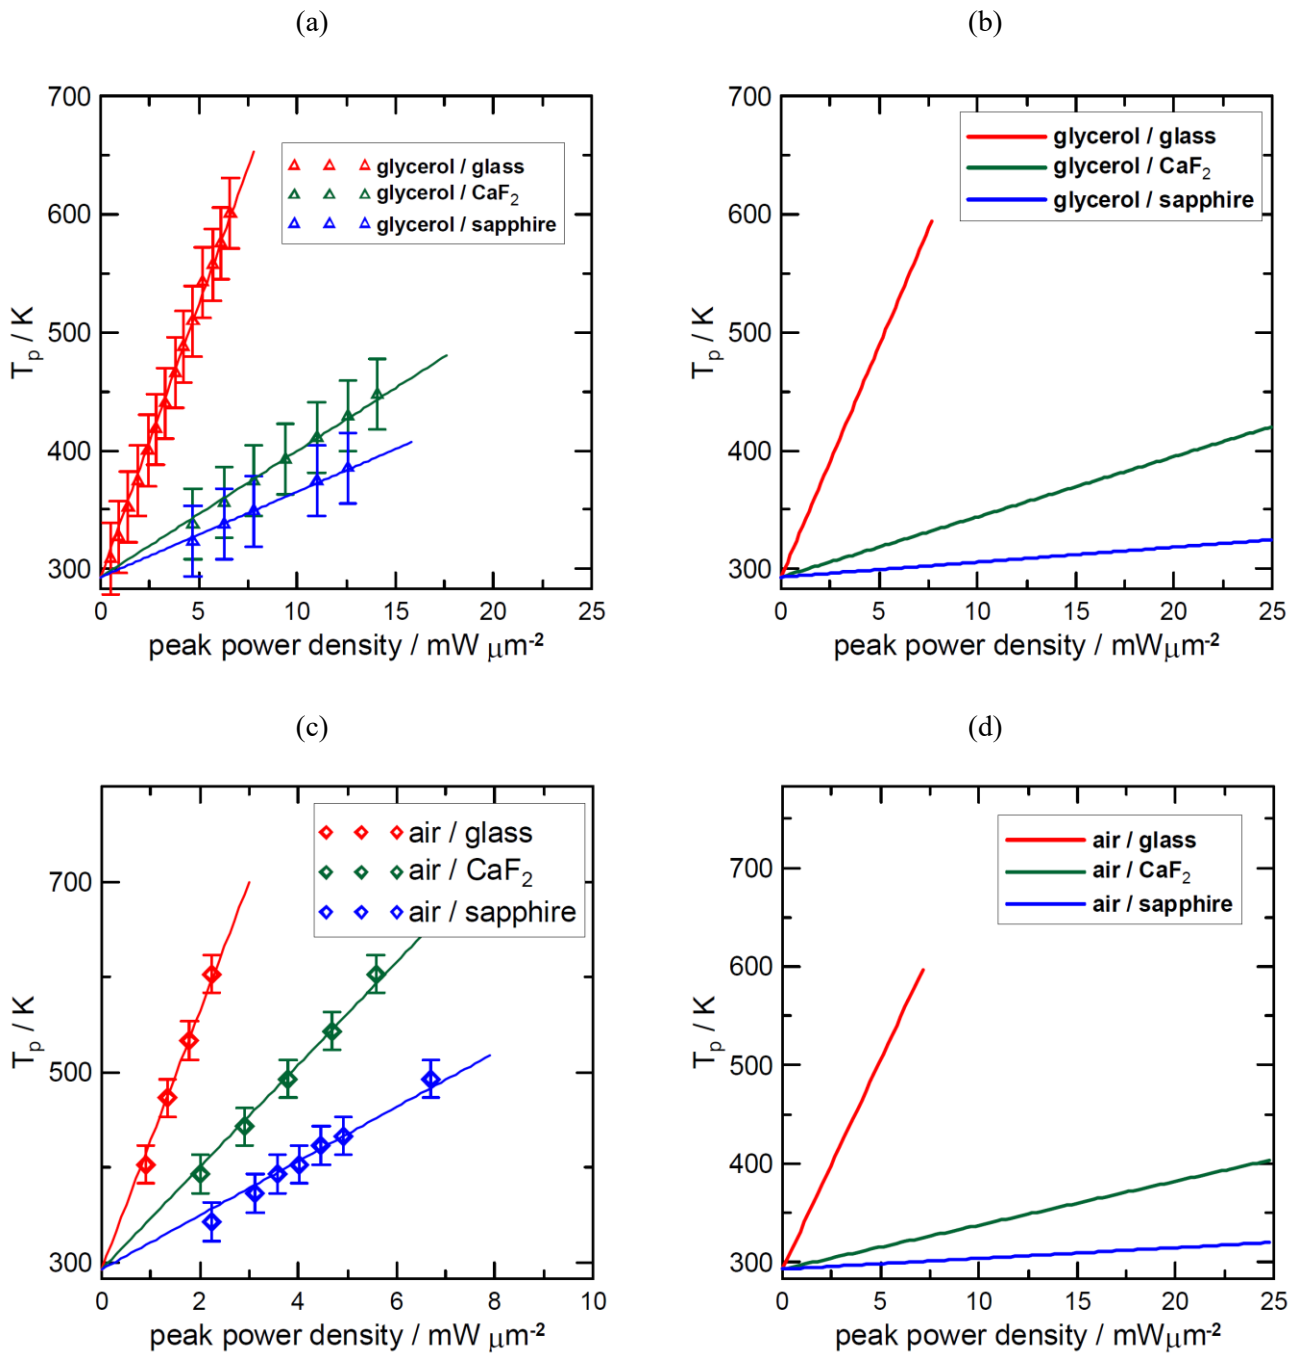 (a)
(b)
700
600
500
400
300
T_p / K
glycerol / glass
glycerol / CaF₂
glycerol / sapphire
0 5 10 15 20 25
peak power density / mW μm⁻²
700
600
500
400
300
T_p / K
glycerol / glass
glycerol / CaF₂
glycerol / sapphire
0 5 10 15 20 25
peak power density / mWμm⁻²
(c)
(d)
700
500
300
T_p / K
air / glass
air / CaF₂
air / sapphire
0 2 4 6 8 10
peak power density / mW μm⁻²
700
600
500
400
300
T_p / K
air / glass
air / CaF₂
air / sapphire
0 5 10 15 20 25
peak power density / mWμm⁻²